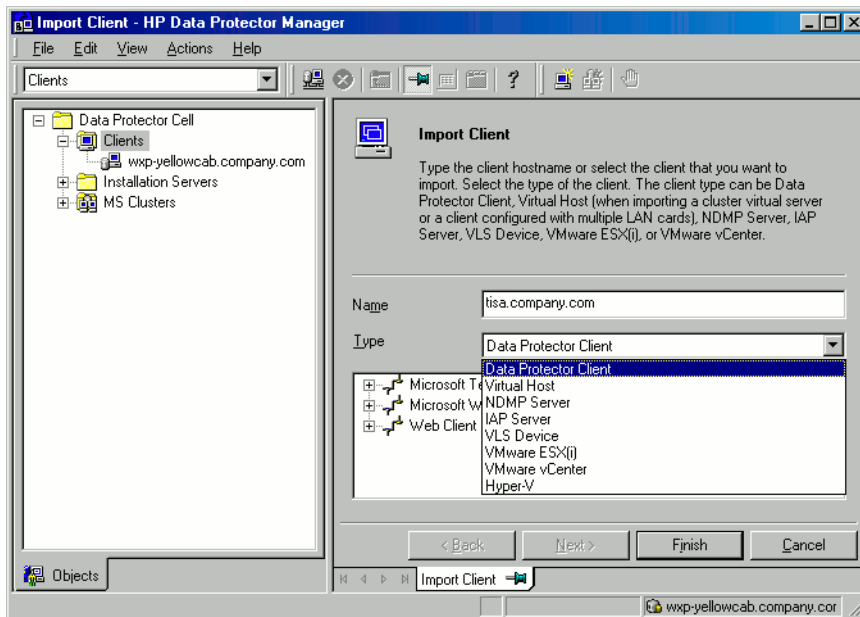 Import Client - HP Data Protector Manager
File Edit View Actions Help
Clients
Data Protector Cell
Clients
wxp-yellowcab.company.com
Installation Servers
MS Clusters
Objects
Import Client
Type the client hostname or select the client that you want to
import. Select the type of the client. The client type can be Data
Protector Client, Virtual Host (when importing a cluster virtual server
or a client configured with multiple LAN cards), NDMP Server, IAP
Server, VLS Device, VMware ESX(i), or VMware vCenter.
Name tisa.company.com
Type Data Protector Client
Data Protector Client
Virtual Host
NDMP Server
IAP Server
VLS Device
VMware ESX(i)
VMware vCenter
Hyper-V
Microsoft Te
Microsoft W
Web Client
< Back Next > Finish Cancel
Import Client
wxp-yellowcab.company.cor